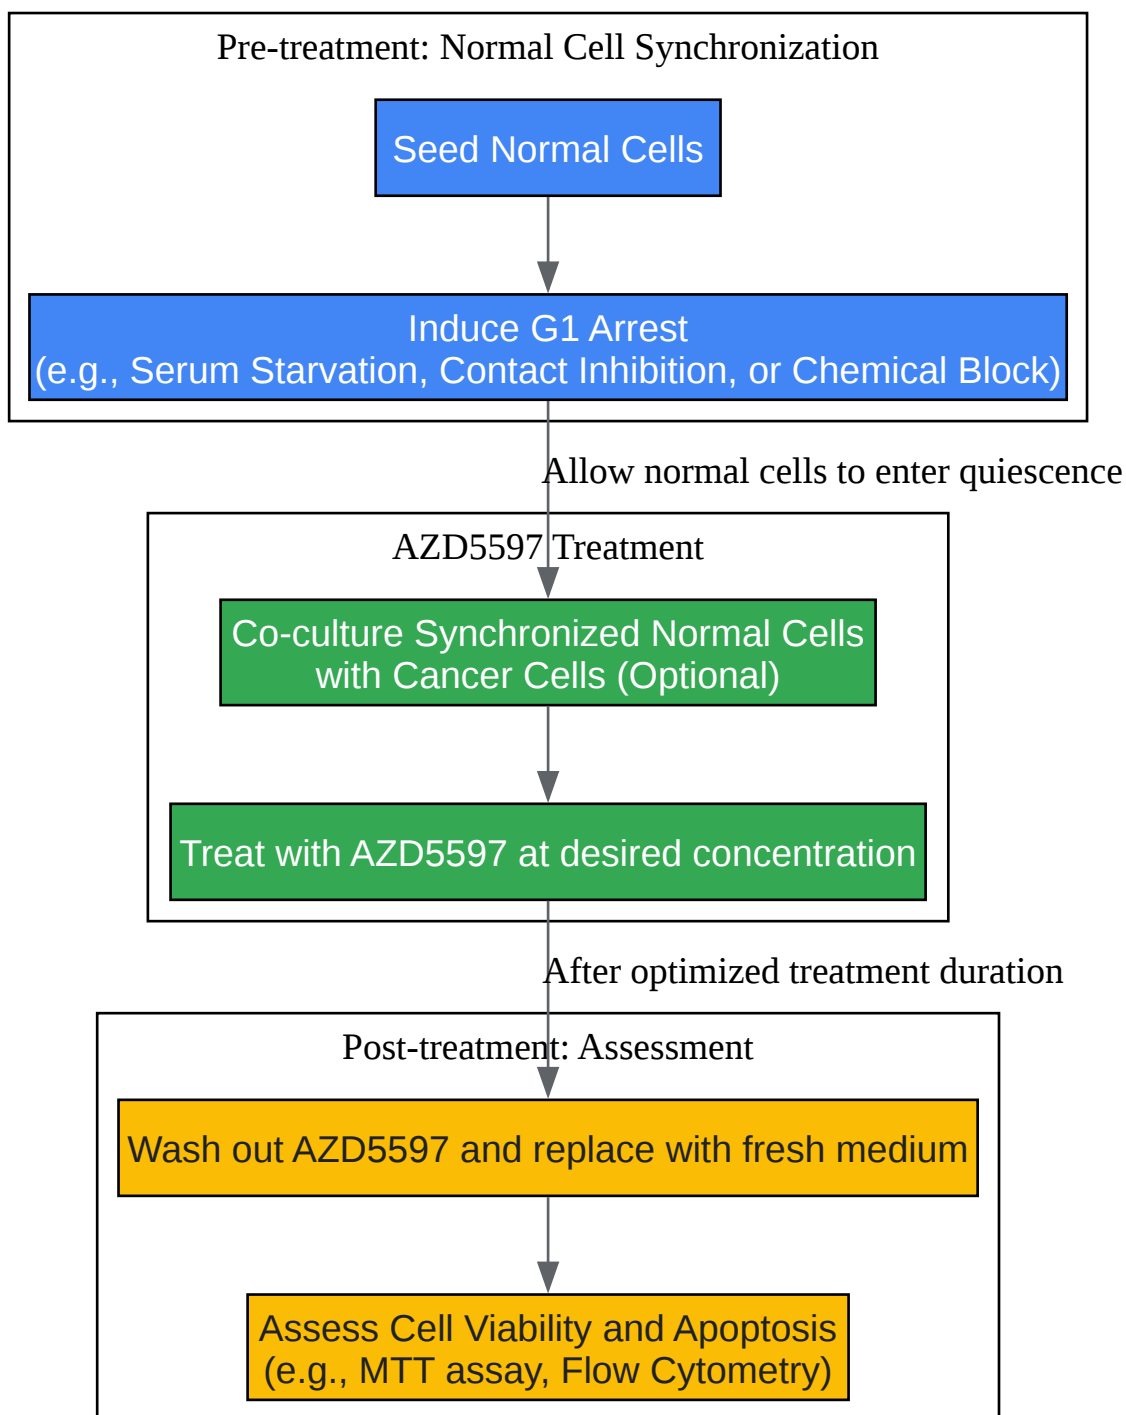 Pre-treatment: Normal Cell Synchronization
Seed Normal Cells
Induce G1 Arrest
(e.g., Serum Starvation, Contact Inhibition, or Chemical Block)
Allow normal cells to enter quiescence
AZD5597 Treatment
Co-culture Synchronized Normal Cells
with Cancer Cells (Optional)
Treat with AZD5597 at desired concentration
After optimized treatment duration
Post-treatment: Assessment
Wash out AZD5597 and replace with fresh medium
Assess Cell Viability and Apoptosis
(e.g., MTT assay, Flow Cytometry)